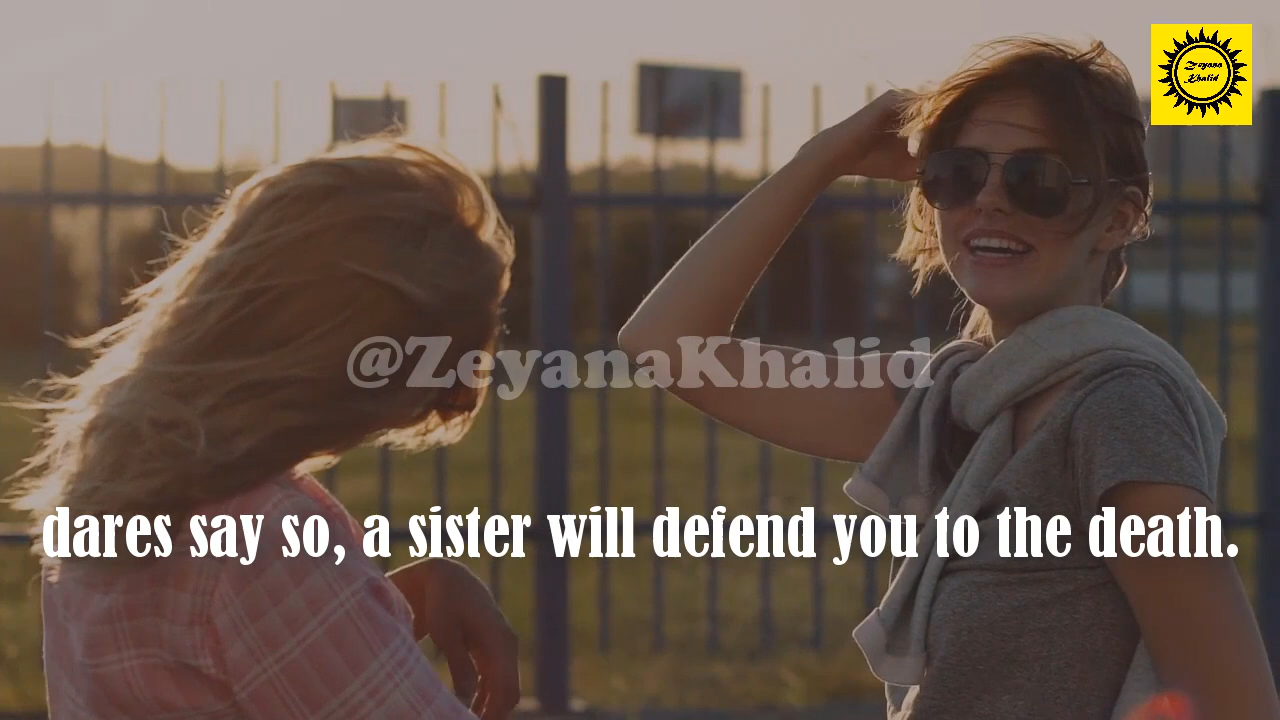 Zeyana
Khalid
@ZeyanaKhalid
dares say so, a sister will defend you to the death.